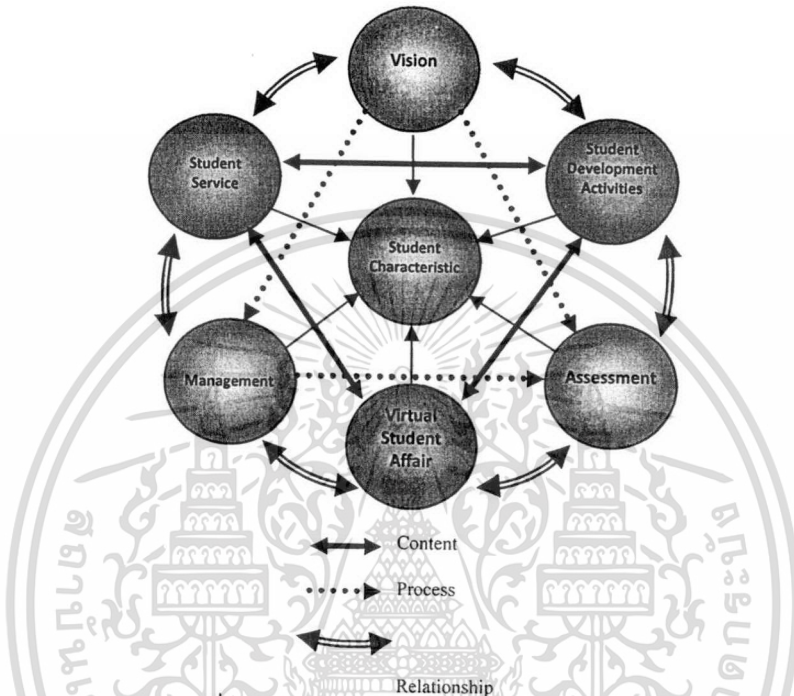 Vision
Student
Service
Student
Development
Activities
Student
Characteristic
Management
Assessment
Virtual
Student
Affair
Content
Process
Relationship